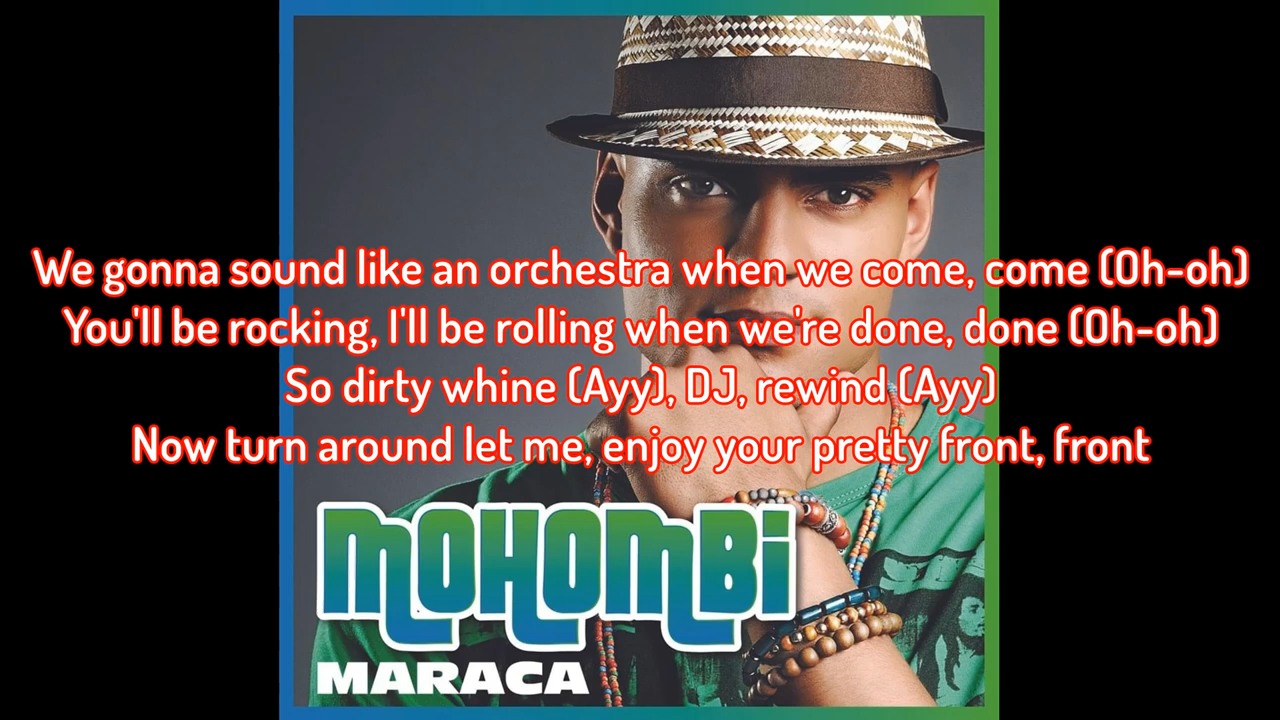 We gonna sound like an orchestra when we come, come (Oh-oh)
You'll be rocking, I'll be rolling when we're done, done (Oh-oh)
So dirty whine (Ayy), DJ, rewind (Ayy)
Now turn around let me, enjoy your pretty front, front
MOHOMBi
MARACA